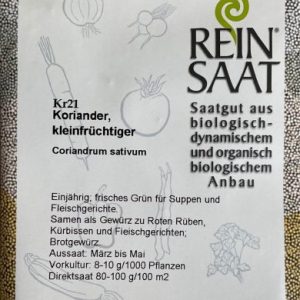 REIN
SAAT®
Saatgut aus
biologisch-
dynamischem
und organisch
biologischem
Anbau
Kr21
Koriander,
kleinfrüchtiger
Coriandrum sativum
Einjährig; frisches Grün für Suppen und
Fleischgerichte.
Samen als Gewürz zu Roten Rüben,
Kürbissen und Fleischgerichten;
Brotgewürz.
Aussaat: März bis Mai
Vorkultur: 8-10 g/1000 Pflanzen
Direktsaat 80-100 g/100 m2